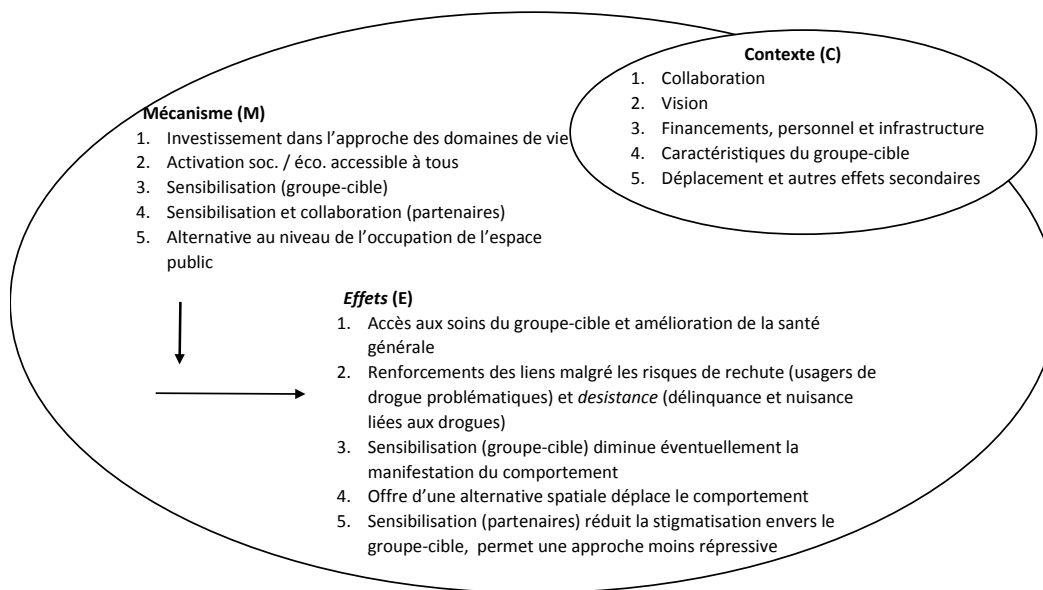 Contexte (C)
1. Collaboration
2. Vision
3. Financements, personnel et infrastructure
4. Caractéristiques du groupe-cible
5. Déplacement et autres effets secondaires
Mécanisme (M)
1. Investissement dans l'approche des domaines de vie
2. Activation soc. / éco. accessible à tous
3. Sensibilisation (groupe-cible)
4. Sensibilisation et collaboration (partenaires)
5. Alternative au niveau de l'occupation de l'espace
public
Effets (E)
1. Accès aux soins du groupe-cible et amélioration de la santé
générale
2. Renforcements des liens malgré les risques de rechute (usagers de
drogue problématiques) et desistance (délinquance et nuisance
liées aux drogues)
3. Sensibilisation (groupe-cible) diminue éventuellement la
manifestation du comportement
4. Offre d'une alternative spatiale déplace le comportement
5. Sensibilisation (partenaires) réduit la stigmatisation envers le
groupe-cible, permet une approche moins répressive